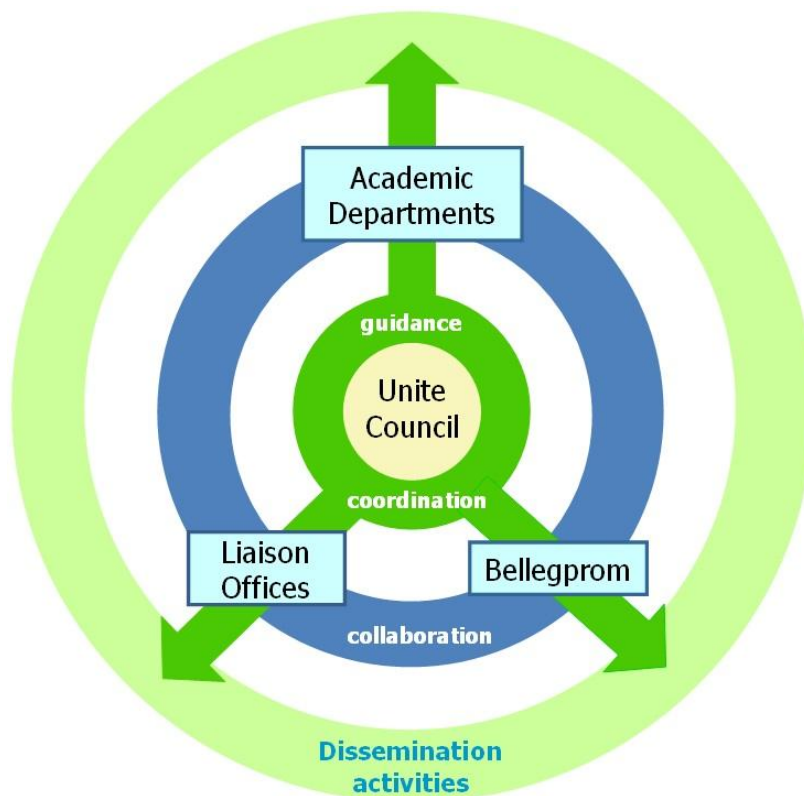 Academic
Departments
guidance
Unite
Council
coordination
Liaison
Offices
Bellegprom
collaboration
Dissemination
activities